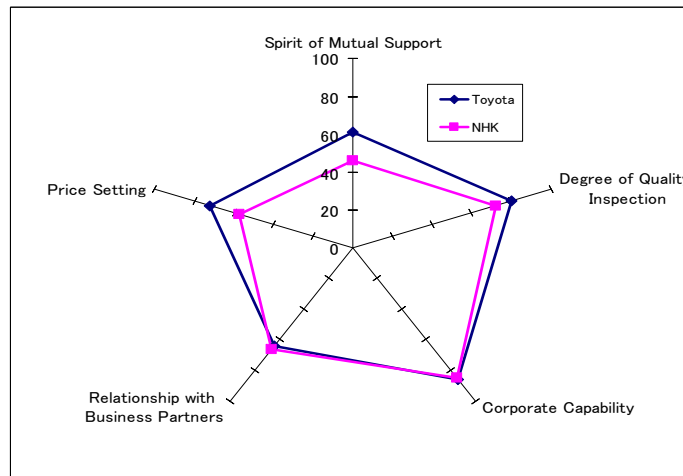 Spirit of Mutual Support
100
80
60
40
20
0
Toyota
NHK
Degree of Quality
Inspection
Corporate Capability
Relationship with
Business Partners
Price Setting